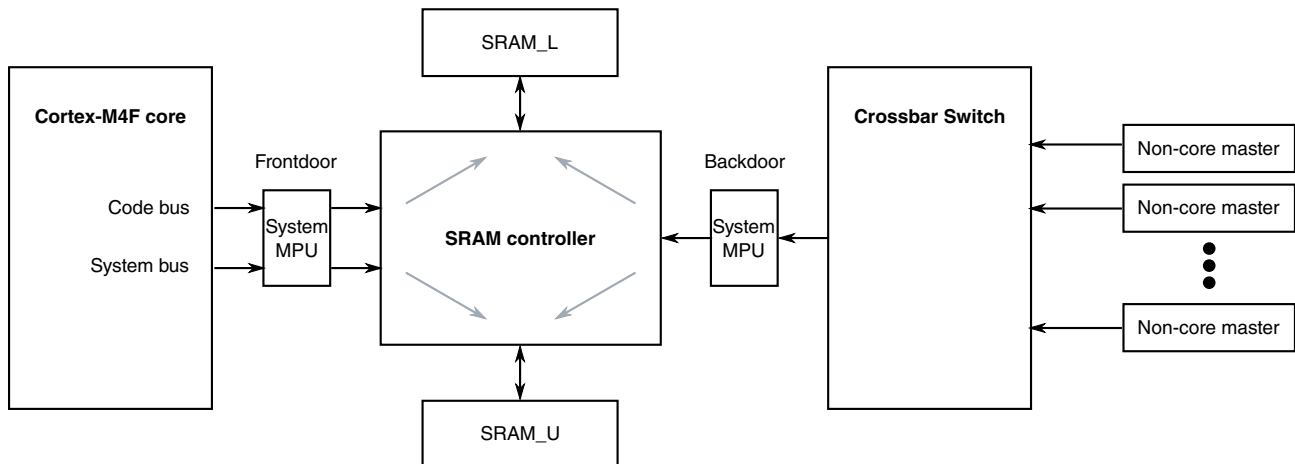 SRAM_L
Cortex-M4F core
Crossbar Switch
Frontdoor
Backdoor
Non-core master
Code bus
System
MPU
System bus
SRAM controller
System
MPU
Non-core master
Non-core master
SRAM_U